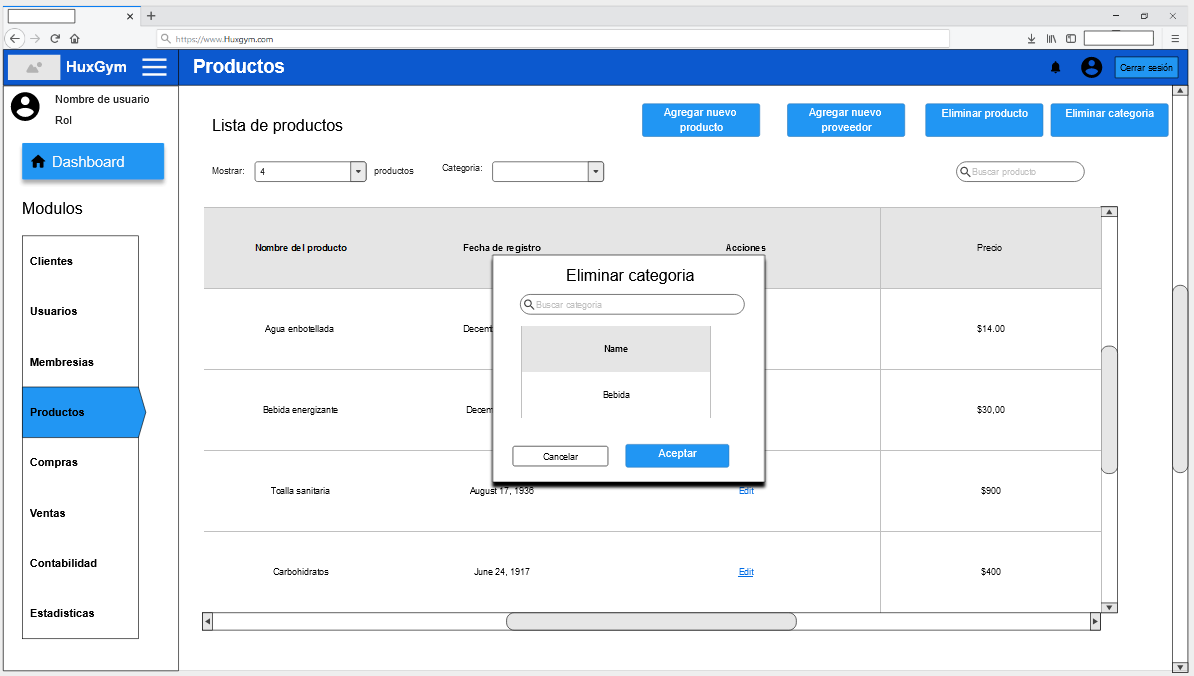 https://www.Huxgym.com
HuxGym
Productos
Cerrar sesión
Nombre de usuario
Rol
Dashboard
Modulos
Clientes
Usuarios
Membresias
Productos
Compras
Ventas
Contabilidad
Estadisticas
Lista de productos
Agregar nuevo
producto
Agregar nuevo
proveedor
Eliminar producto
Eliminar categoria
Mostrar: 4 productos
Categoria:
Buscar producto
Nombre del producto Fecha de registro Acciones Precio
Agua enbotellada Decemb $14.00
Bebida energizante Decem $30,00
Toalla sanitaria August 17, 1936 Edit $900
Carbohidratos June 24, 1917 Edit $400
Eliminar categoria
Buscar categoria
Name
Bebida
Cancelar
Aceptar